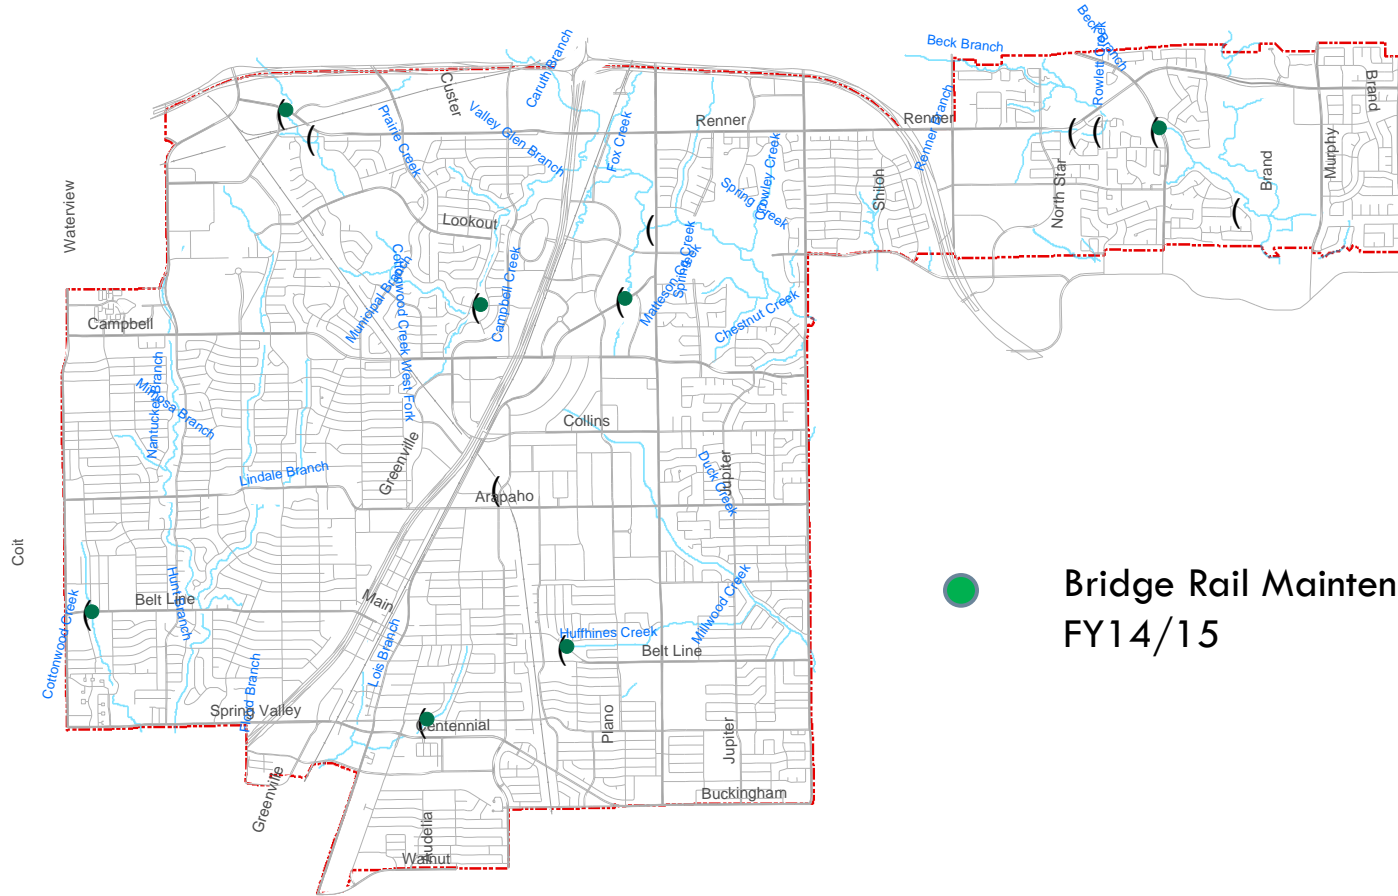 Beck Branch
Beck Branch
Rowlett Creek
Caruth Branch
Custer
Valley Glen Branch
Prairie Creek
Fox Creek
Renner
Renner
Renner Branch
Brand
Murphy
Brand
North Star
Shiloh
Crowley Creek
Spring Creek
Waterview
Lookout
Cottonwood Creek West Fork
Municipal Branch
Campbell Creek
Matteson Creek
Chestnut Creek
Campbell
Nantucket Branch
Mimosa Branch
Collins
Greenville
Lindale Branch
Duck Creek
Jupiter
Arapaho
Coit
Cottonwood Creek
Hunt Branch
Belt Line
Main
Lois Branch
Huffhines Creek
Millwood Creek
Belt Line
Bridge Rail Mainten
FY14/15
Floyd Branch
Spring Valley
Centennial
Plano
Jupiter
Greenville
Buckingham
Audelia
Walnut